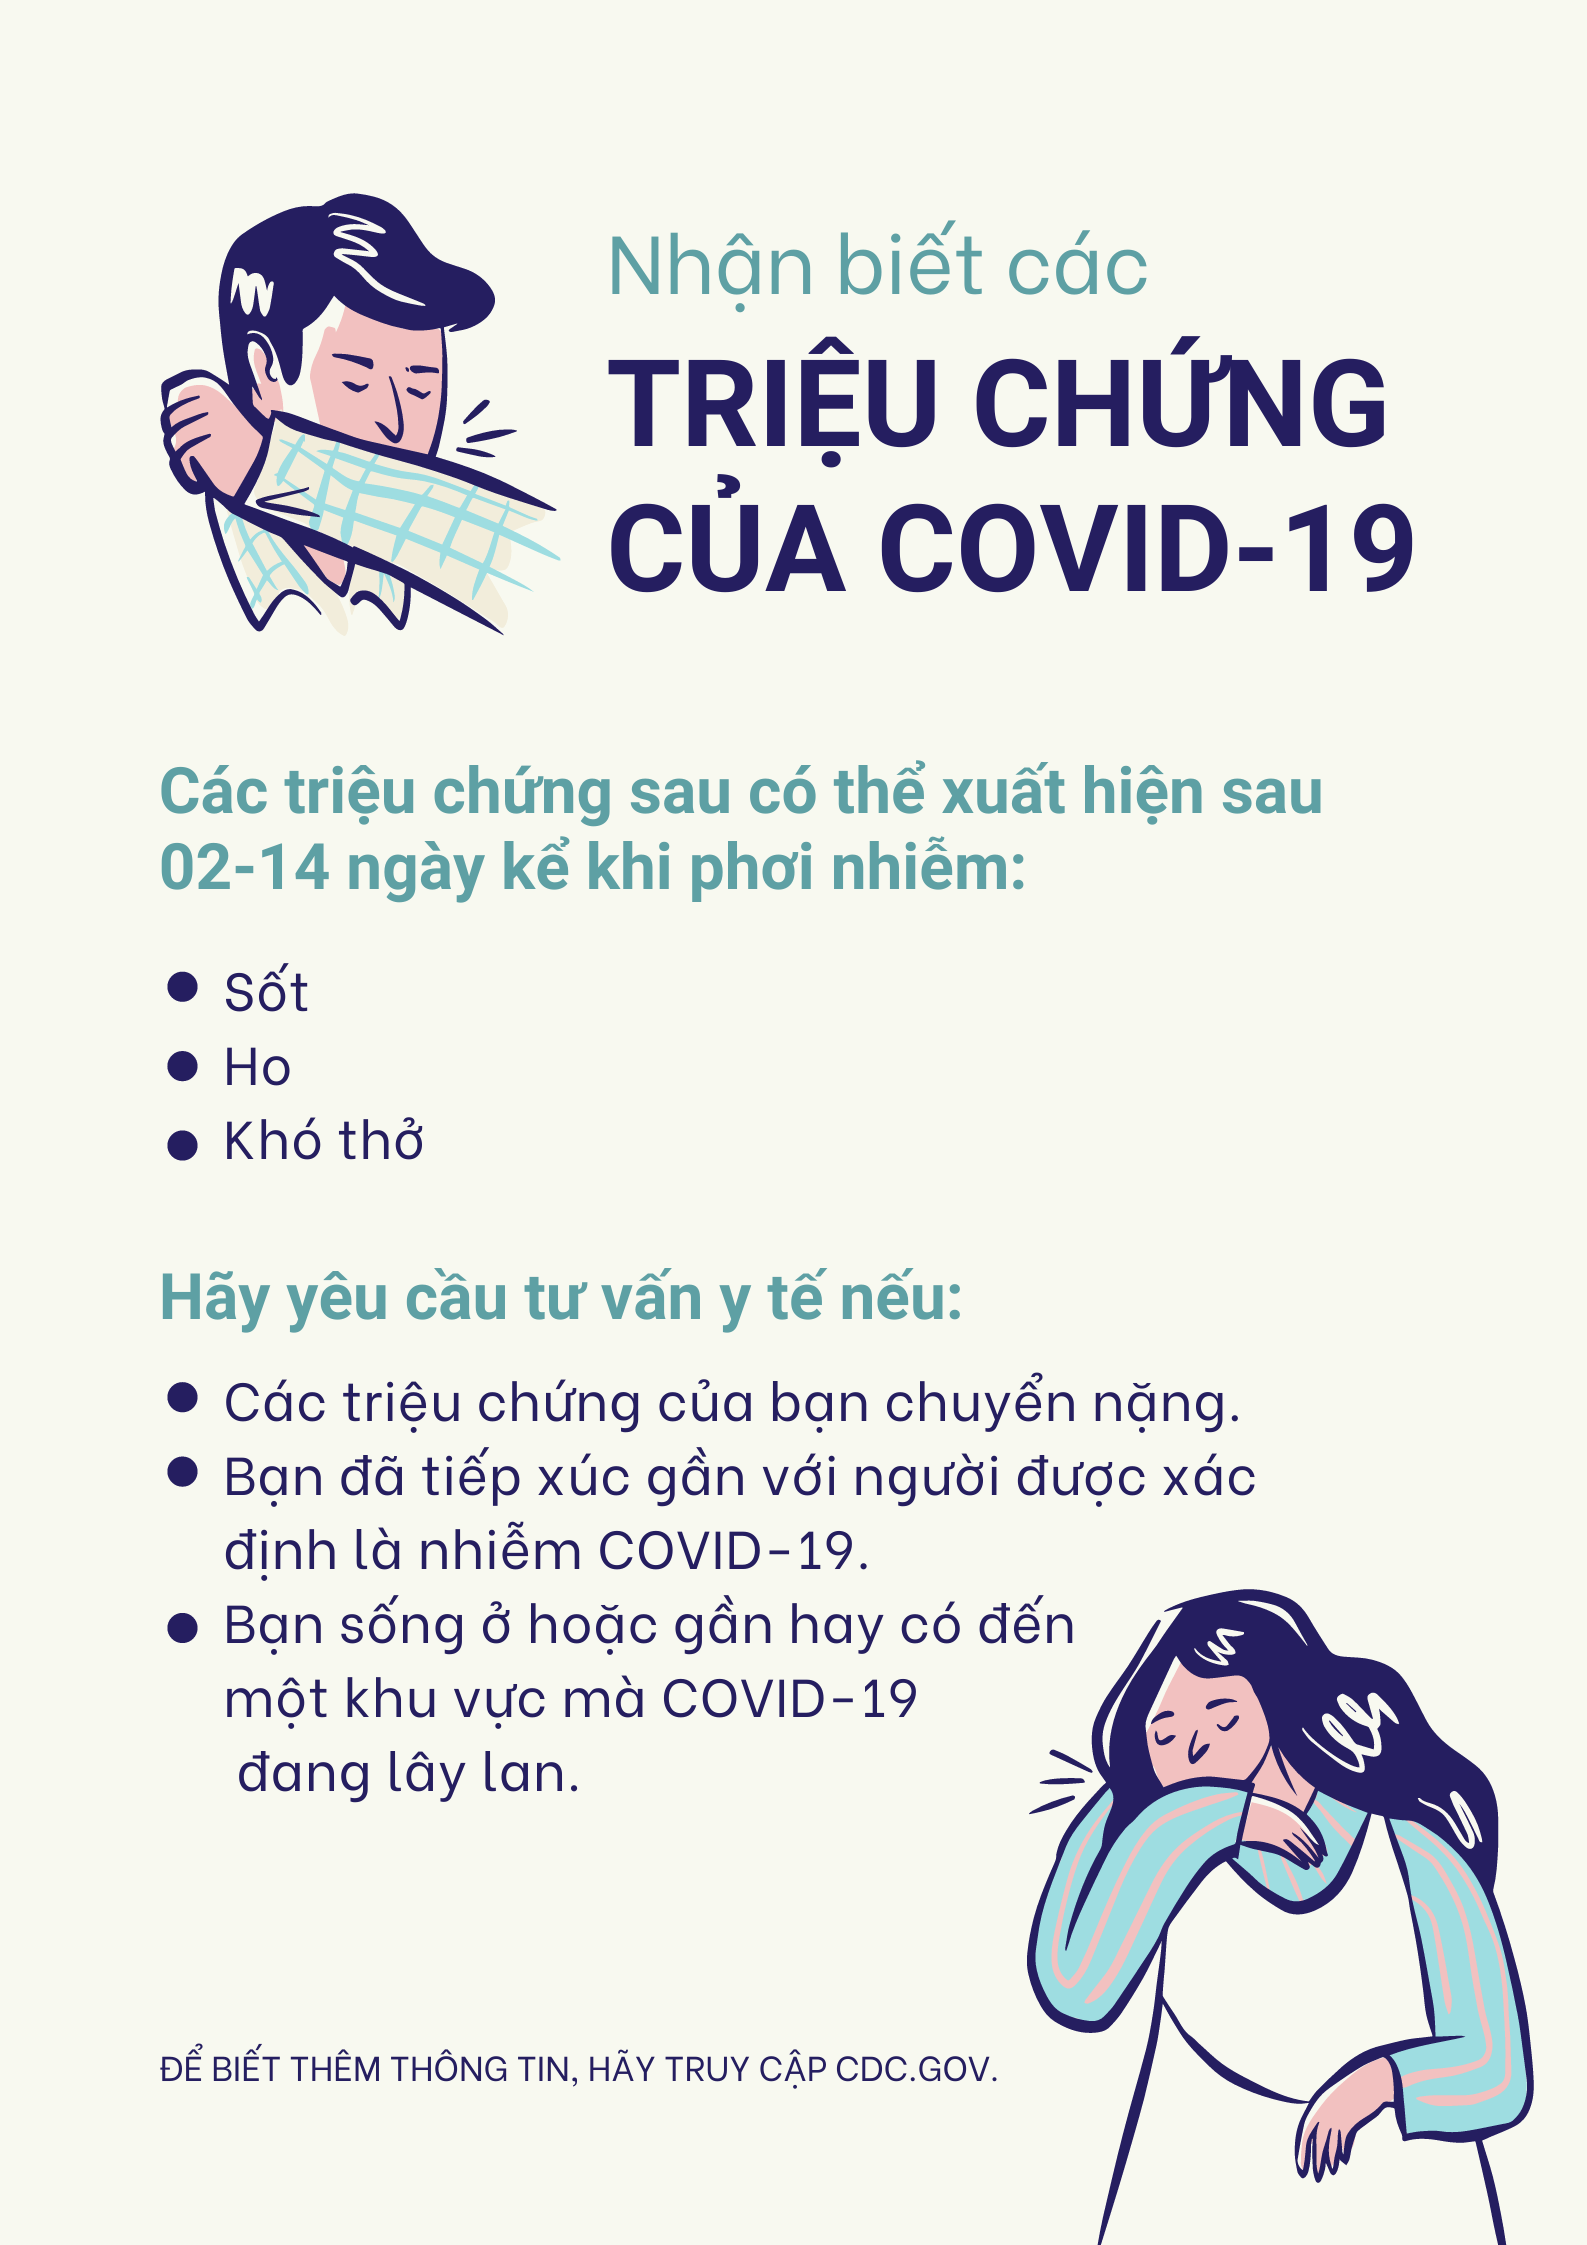 Nhận biết các
TRIỆU CHỨNG
CỦA COVID-19
Các triệu chứng sau có thể xuất hiện sau
02-14 ngày kể khi phơi nhiễm:
● Sốt
● Ho
● Khó thở
Hãy yêu cầu tư vấn y tế nếu:
● Các triệu chứng của bạn chuyển nặng.
● Bạn đã tiếp xúc gần với người được xác
định là nhiễm COVID-19.
● Bạn sống ở hoặc gần hay có đến
một khu vực mà COVID-19
đang lây lan.
ĐỂ BIẾT THÊM THÔNG TIN, HÃY TRUY CẬP CDC.GOV.